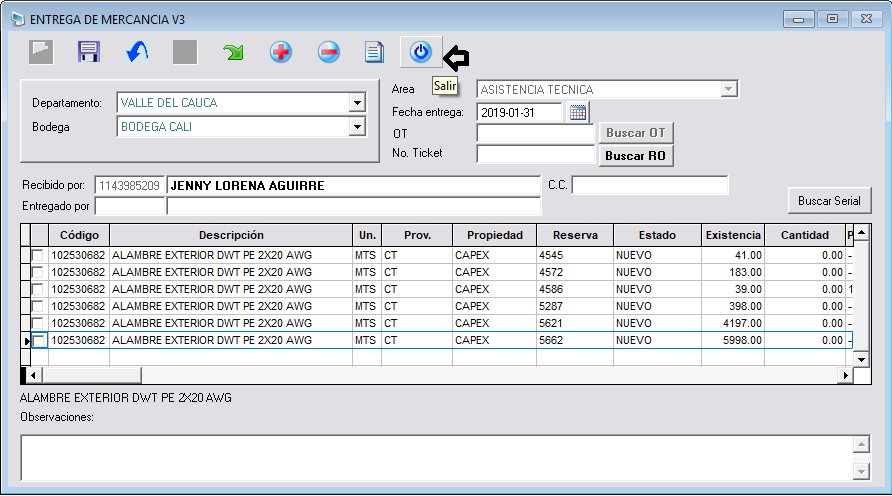 ENTREGA DE MERCANCIA V3
Salir
Departamento: VALLE DEL CAUCA
Bodega BODEGA CALI
Area ASISTENCIA TECNICA
Fecha entrega: 2019-01-31
OT Buscar OT
No. Ticket Buscar RO
Recibido por: 1143985209 JENNY LORENA AGUIRRE C.C.
Entregado por
Buscar Serial
Código Descripción Un. Prov. Propiedad Reserva Estado Existencia Cantidad P
102530682 ALAMBRE EXTERIOR DWT PE 2X20 AWG MTS CT CAPEX 4545 NUEVO 41.00 0.00 -
102530682 ALAMBRE EXTERIOR DWT PE 2X20 AWG MTS CT CAPEX 4572 NUEVO 183.00 0.00 -
102530682 ALAMBRE EXTERIOR DWT PE 2X20 AWG MTS CT CAPEX 4586 NUEVO 39.00 0.00 1
102530682 ALAMBRE EXTERIOR DWT PE 2X20 AWG MTS CT CAPEX 5287 NUEVO 398.00 0.00 -
102530682 ALAMBRE EXTERIOR DWT PE 2X20 AWG MTS CT CAPEX 5621 NUEVO 4197.00 0.00 -
102530682 ALAMBRE EXTERIOR DWT PE 2X20 AWG MTS CT CAPEX 5662 NUEVO 5998.00 0.00 -
ALAMBRE EXTERIOR DWT PE 2X20 AWG
Observaciones: